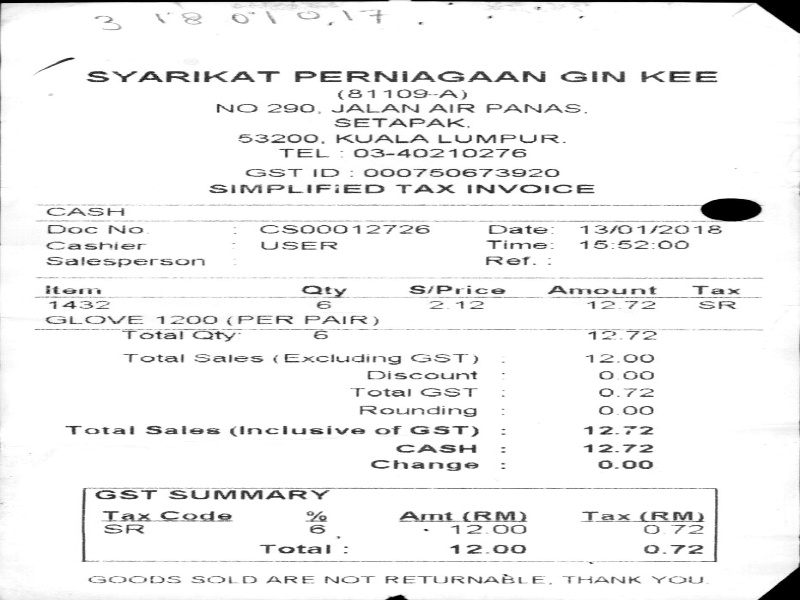 3 180101.17
SYARIKAT PERNIAGAAN GIN KEE
(81109-A)
NO 290, JALAN AIR PANAS,
SETAPAK,
53200, KUALA LUMPUR.
TEL : 03-40210276
GST ID : 000750673920
SIMPLIFIED TAX INVOICE
CASH
Doc No. : CS00012726 Date: 13/01/2018
Cashier : USER Time: 15:52:00
Salesperson : Ref. :
Item Qty S/Price Amount Tax
1432 6 2.12 12.72 SR
GLOVE 1200 (PER PAIR)
Total Qty: 6 12.72
Total Sales (Excluding GST) : 12.00
Discount : 0.00
Total GST : 0.72
Rounding : 0.00
Total Sales (Inclusive of GST) : 12.72
CASH : 12.72
Change : 0.00
GST SUMMARY
Tax Code % Amt (RM) Tax (RM)
SR 6 12.00 0.72
Total : 12.00 0.72
GOODS SOLD ARE NOT RETURNABLE, THANK YOU.